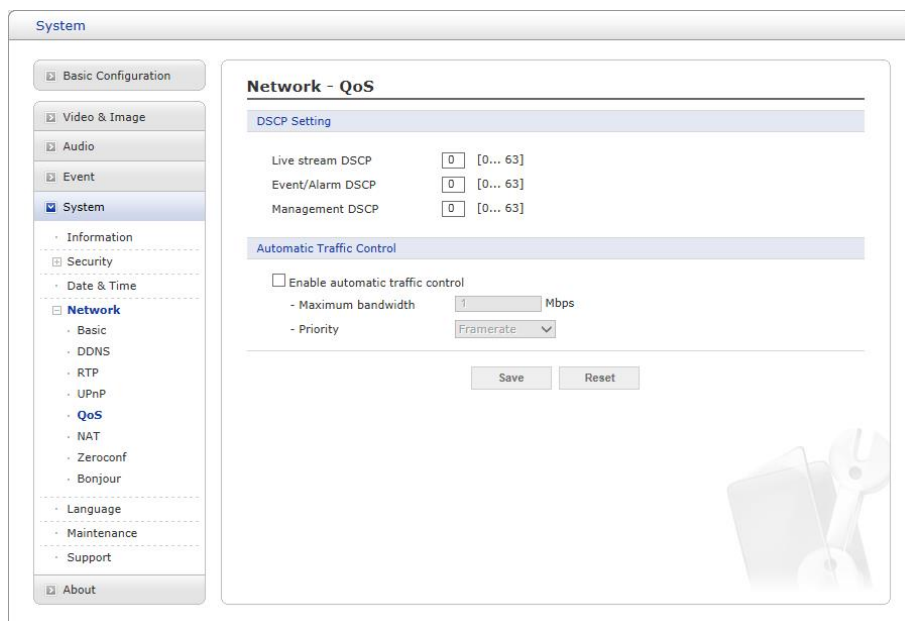 System
Basic Configuration
Video & Image
Audio
Event
System
Information
Security
Date & Time
Network
Basic
DDNS
RTP
UPnP
QoS
NAT
Zeroconf
Bonjour
Language
Maintenance
Support
About
Network - QoS
DSCP Setting
Live stream DSCP 0 [0... 63]
Event/Alarm DSCP 0 [0... 63]
Management DSCP 0 [0... 63]
Automatic Traffic Control
Enable automatic traffic control
- Maximum bandwidth 1 Mbps
- Priority Framerate
Save Reset